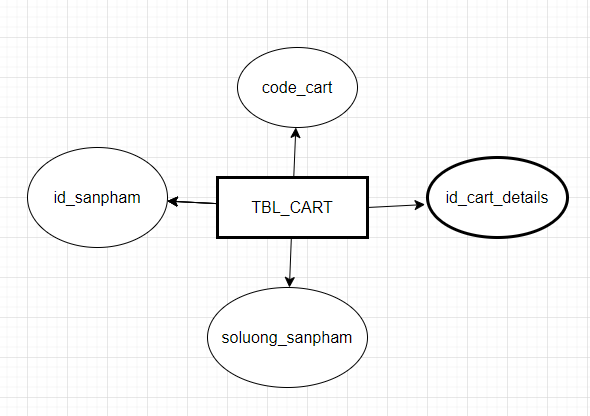 code_cart
id_sanpham
TBL_CART
id_cart_details
soluong_sanpham